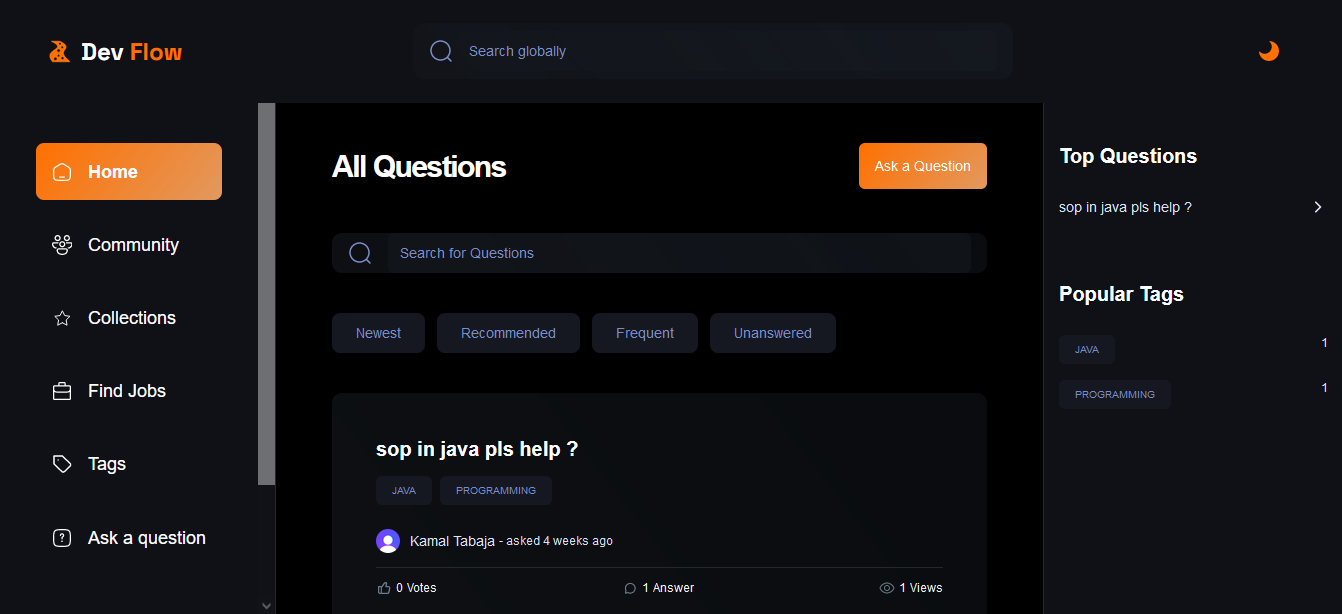 Dev Flow
Search globally
Home
Community
Collections
Find Jobs
Tags
Ask a question
All Questions
Ask a Question
Search for Questions
Newest
Recommended
Frequent
Unanswered
sop in java pls help ?
JAVA
PROGRAMMING
Kamal Tabaja - asked 4 weeks ago
0 Votes
1 Answer
1 Views
Top Questions
sop in java pls help ?
Popular Tags
JAVA 1
PROGRAMMING 1